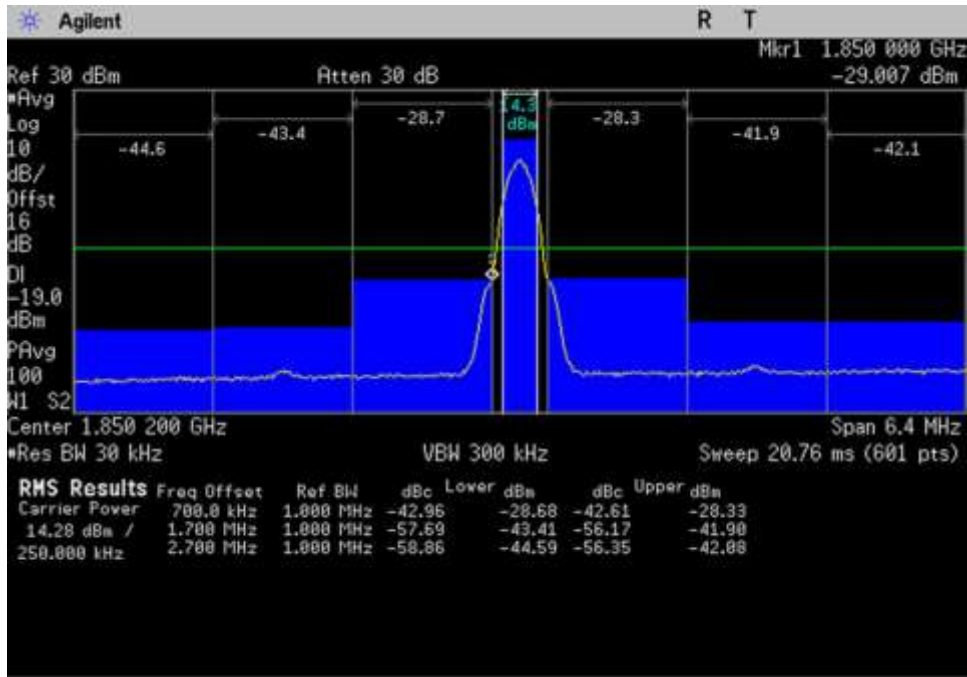 Agilent R T
Mkr1 1.850 000 GHz
Ref 30 dBm Atten 30 dB -29.007 dBm
#Avg
Log
10
dB/
Offst
16
dB
DI
-19.0
dBm
PAvg
100
W1 S2
-44.6 -43.4 -28.7 14.3 dBm -28.3 -41.9 -42.1
Center 1.850 200 GHz Span 6.4 MHz
#Res BW 30 kHz VBW 300 kHz Sweep 20.76 ms (601 pts)
RMS Results Freq Offset Ref BW dBc Lower dBm dBc Upper dBm
Carrier Power 700.0 kHz 1.000 MHz -42.96 -28.68 -42.61 -28.33
14.28 dBm / 1.700 MHz 1.000 MHz -57.69 -43.41 -56.17 -41.90
250.000 kHz 2.700 MHz 1.000 MHz -58.86 -44.59 -56.35 -42.08